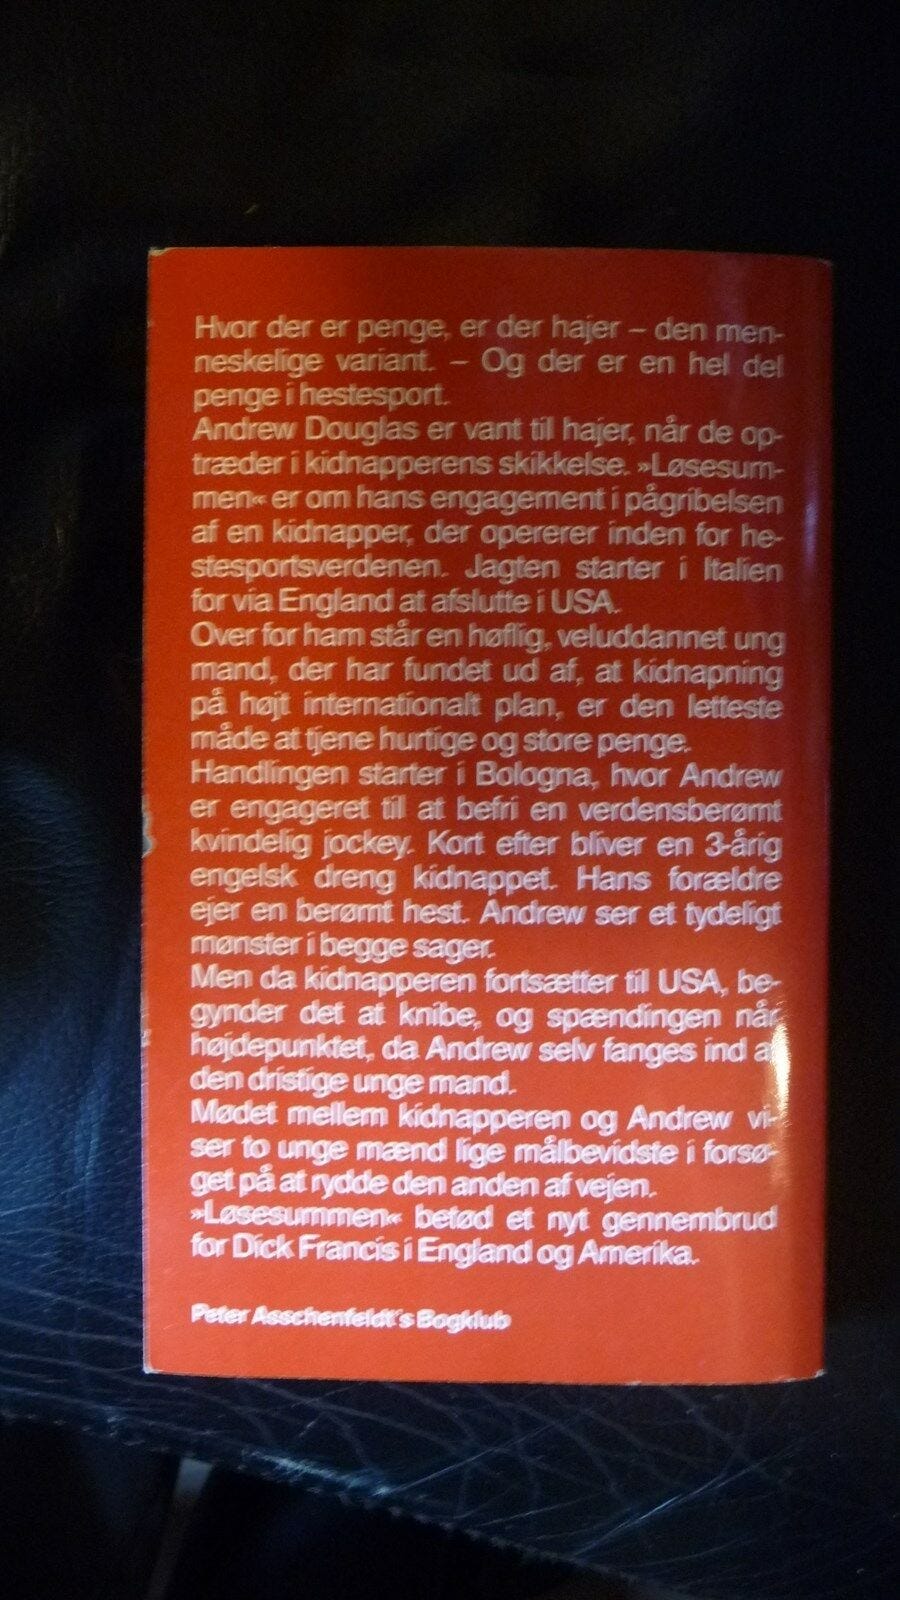 Hvor der er penge, er der hajer – den men-
neskelige variant. – Og der er en hel del
penge i hestesport.
Andrew Douglas er vant til hajer, når de op-
træder i kidnapperens skikkelse. »Løsesum-
men« er om hans engagement i pågribelsen
af en kidnapper, der opererer inden for he-
stesportsverdenen. Jagten starter i Italien
for via England at afslutte i USA.
Over for ham står en høflig, veluddannet ung
mand, der har fundet ud af, at kidnapning
på højt internationalt plan, er den letteste
måde at tjene hurtige og store penge.
Handlingen starter i Bologna, hvor Andrew
er engageret til at befri en verdensberømt
kvindelig jockey. Kort efter bliver en 3-årig
engelsk dreng kidnappet. Hans forældre
ejer en berømt hest. Andrew ser et tydeligt
mønster i begge sager.
Men da kidnapperen fortsætter til USA, be-
gynder det at knibe, og spændingen når
højdepunktet, da Andrew selv fanges ind af
den dristige unge mand.
Mødet mellem kidnapperen og Andrew vi-
ser to unge mænd lige målbevidste i forsø-
get på at rydde den anden af vejen.
»Løsesummen« betød et nyt gennembrud
for Dick Francis i England og Amerika.
Peter Asschenfeldt's Bogklub